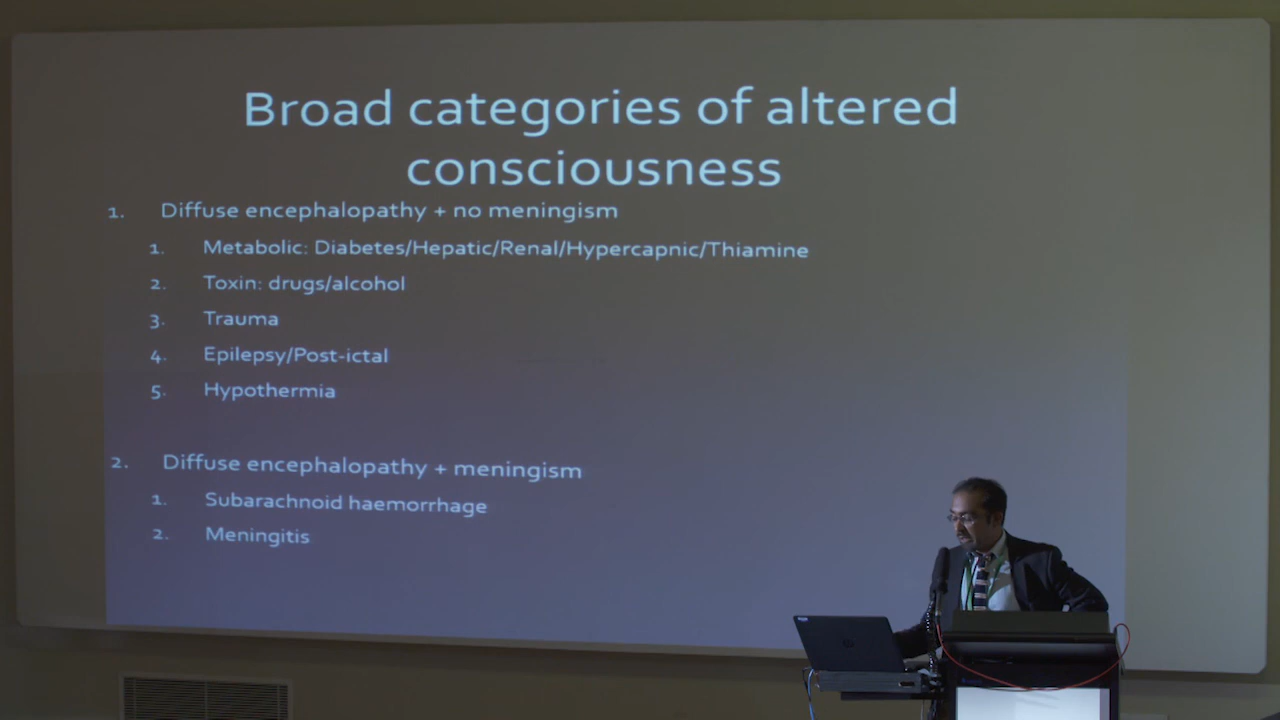 Broad categories of altered
consciousness
1. Diffuse encephalopathy + no meningism
1. Metabolic: Diabetes/Hepatic/Renal/Hypercapnic/Thiamine
2. Toxin: drugs/alcohol
3. Trauma
4. Epilepsy/Post-ictal
5. Hypothermia
2. Diffuse encephalopathy + meningism
1. Subarachnoid haemorrhage
2. Meningitis